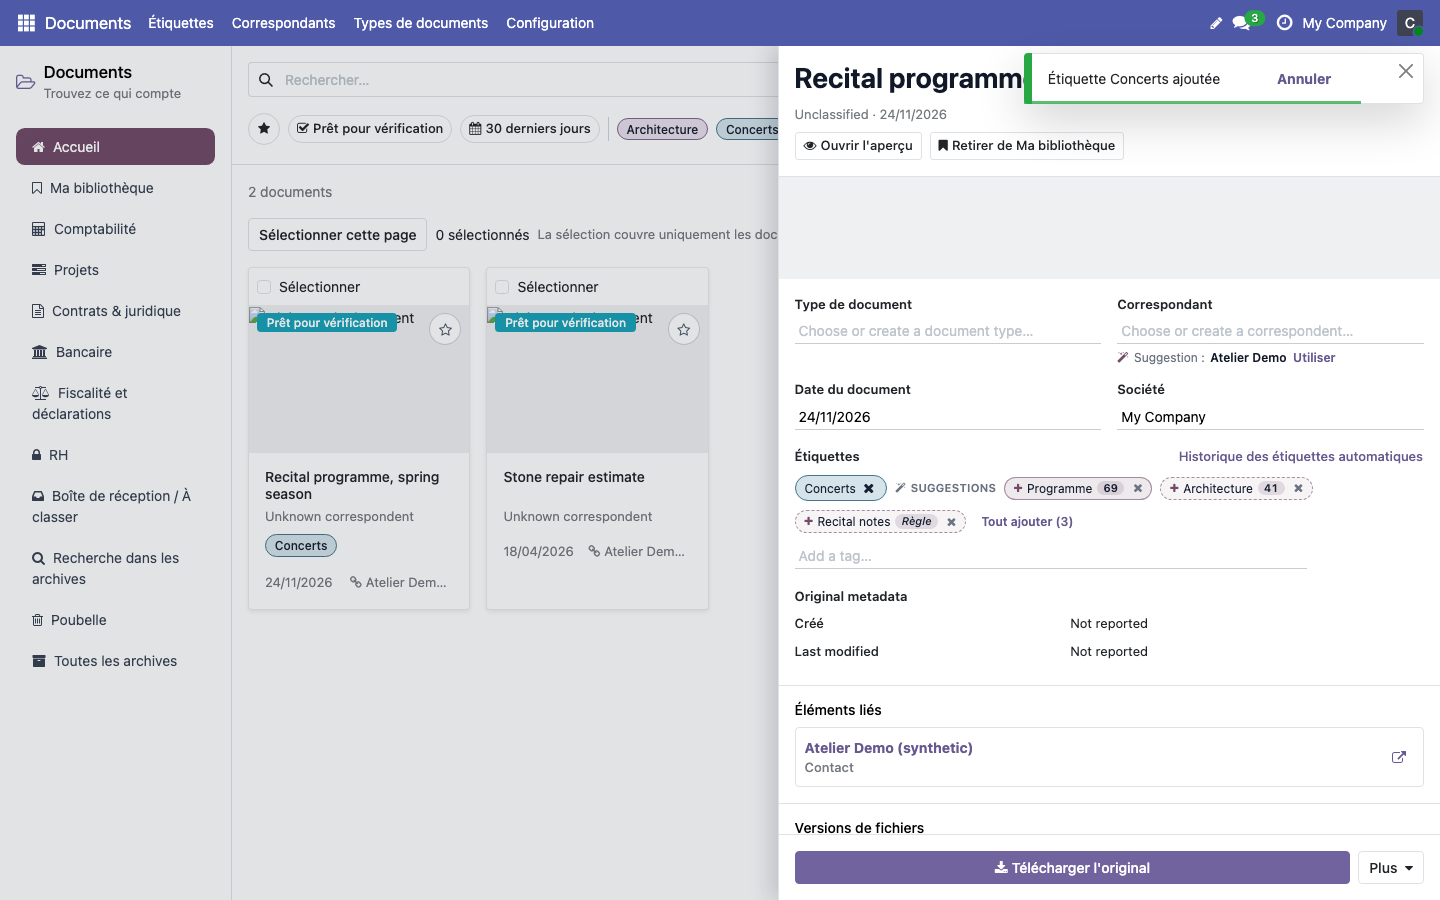 Documents
Étiquettes
Correspondants
Types de documents
Configuration
3
My Company
C
Documents
Trouvez ce qui compte
Accueil
Ma bibliothèque
Comptabilité
Projets
Contrats & juridique
Bancaire
Fiscalité et
déclarations
RH
Boîte de réception / À
classer
Recherche dans les
archives
Poubelle
Toutes les archives
Rechercher...
Prêt pour vérification
30 derniers jours
Architecture
Concerts
2 documents
Sélectionner cette page
0 sélectionnés
La sélection couvre uniquement les doc
Sélectionner
Prêt pour vérification
Recital programme, spring
season
Unknown correspondent
Concerts
24/11/2026
Atelier Dem...
Sélectionner
Prêt pour vérification
Stone repair estimate
Unknown correspondent
18/04/2026
Atelier Dem...
Recital programme
Étiquette Concerts ajoutée
Annuler
Unclassified · 24/11/2026
Ouvrir l'aperçu
Retirer de Ma bibliothèque
Type de document
Choose or create a document type...
Correspondant
Choose or create a correspondent...
Suggestion : Atelier Demo Utiliser
Date du document
24/11/2026
Société
My Company
Étiquettes
Historique des étiquettes automatiques
Concerts
SUGGESTIONS
Programme 69
Architecture 41
Recital notes Règle
Tout ajouter (3)
Add a tag...
Original metadata
Créé
Not reported
Last modified
Not reported
Éléments liés
Atelier Demo (synthetic)
Contact
Versions de fichiers
Télécharger l'original
Plus